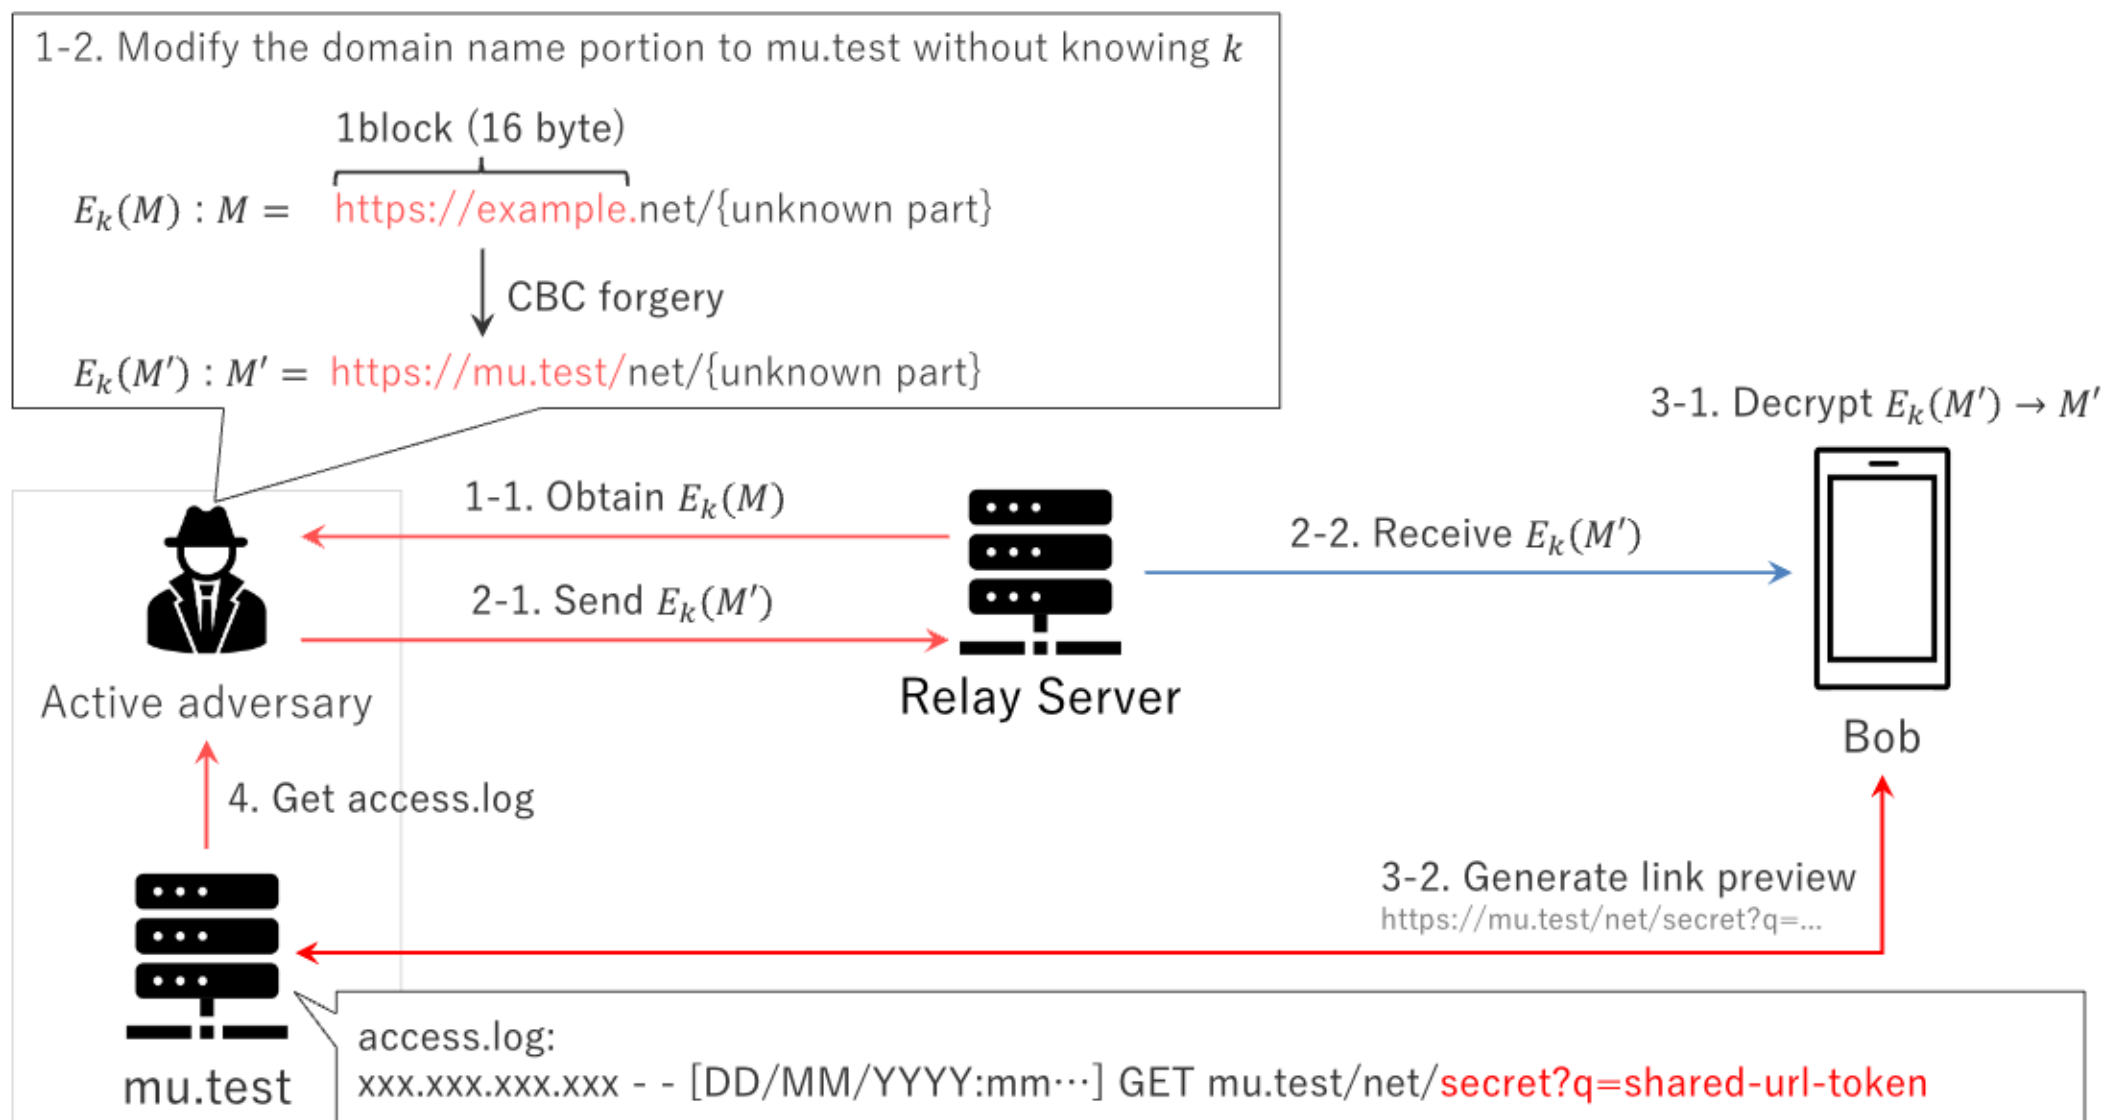 1-2. Modify the domain name portion to mu.test without knowing k
1block (16 byte)
E_k(M) : M = https://example.net/{unknown part}
CBC forgery
E_k(M′) : M′ = https://mu.test/net/{unknown part}
3-1. Decrypt E_k(M′) → M′
1-1. Obtain E_k(M)
2-2. Receive E_k(M′)
2-1. Send E_k(M′)
Active adversary
Relay Server
Bob
4. Get access.log
3-2. Generate link preview
https://mu.test/net/secret?q=...
mu.test
access.log:
xxx.xxx.xxx.xxx - - [DD/MM/YYYY:mm⋯] GET mu.test/net/secret?q=shared-url-token